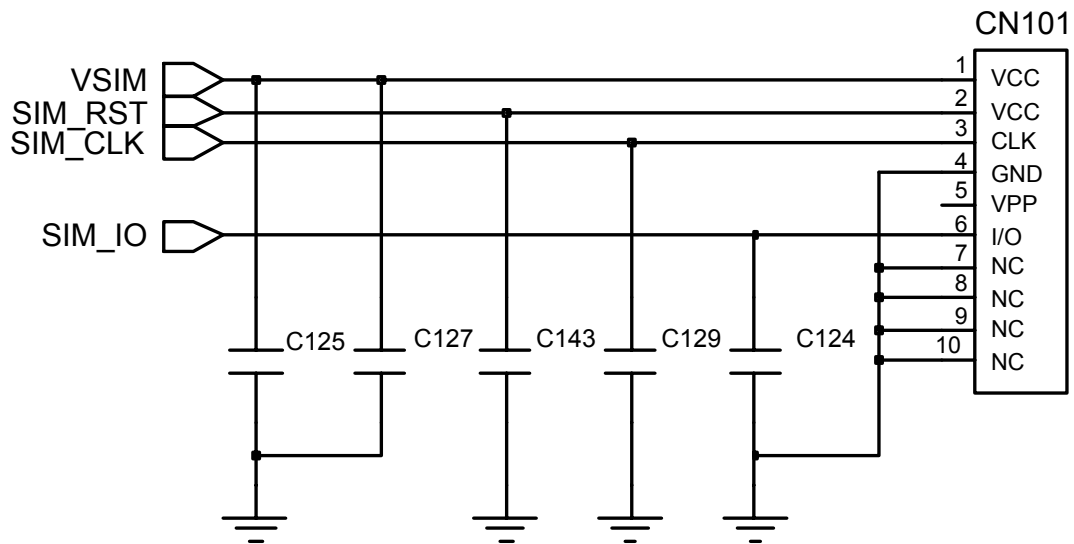 CN101
VSIM
SIM_RST
SIM_CLK
SIM_IO
1 VCC
2 VCC
3 CLK
4 GND
5 VPP
6 I/O
7 NC
8 NC
9 NC
10 NC
C125 C127 C143 C129 C124